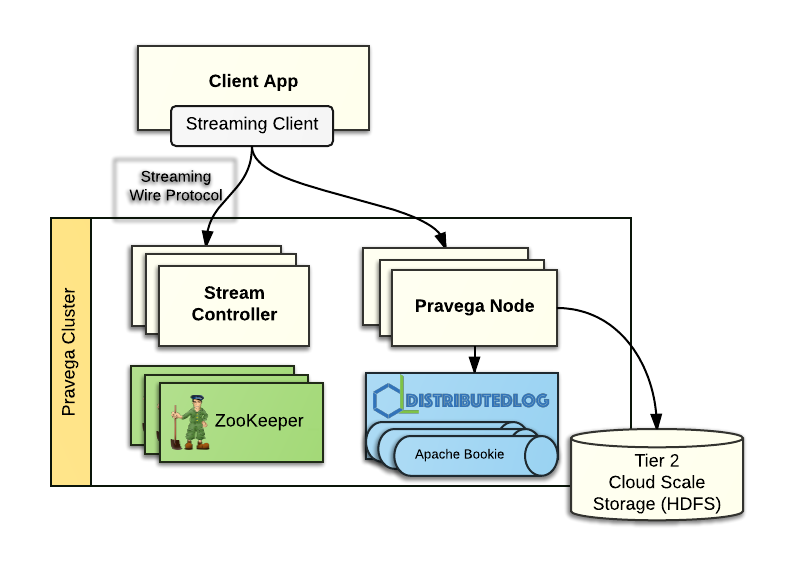 Client App
Streaming Client
Streaming
Wire Protocol
Pravega Cluster
Stream
Controller
Pravega Node
ZooKeeper
DISTRIBUTEDLOG
Apache Bookie
Tier 2
Cloud Scale
Storage (HDFS)